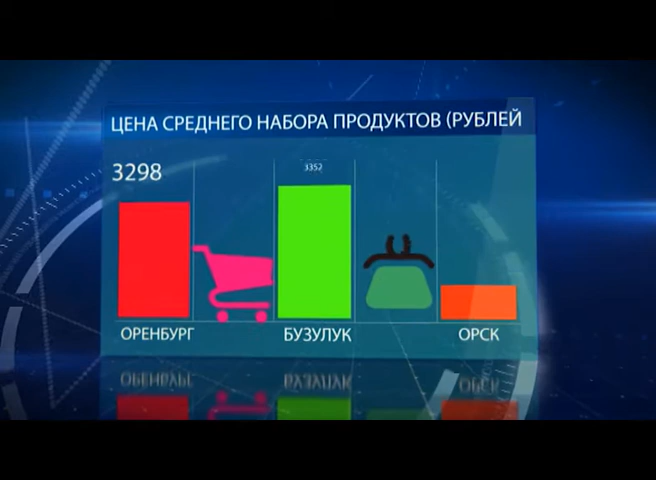 ЦЕНА СРЕДНЕГО НАБОРА ПРОДУКТОВ (РУБЛЕЙ
3298
3352
ОРЕНБУРГ
БУЗУЛУК
ОРСК